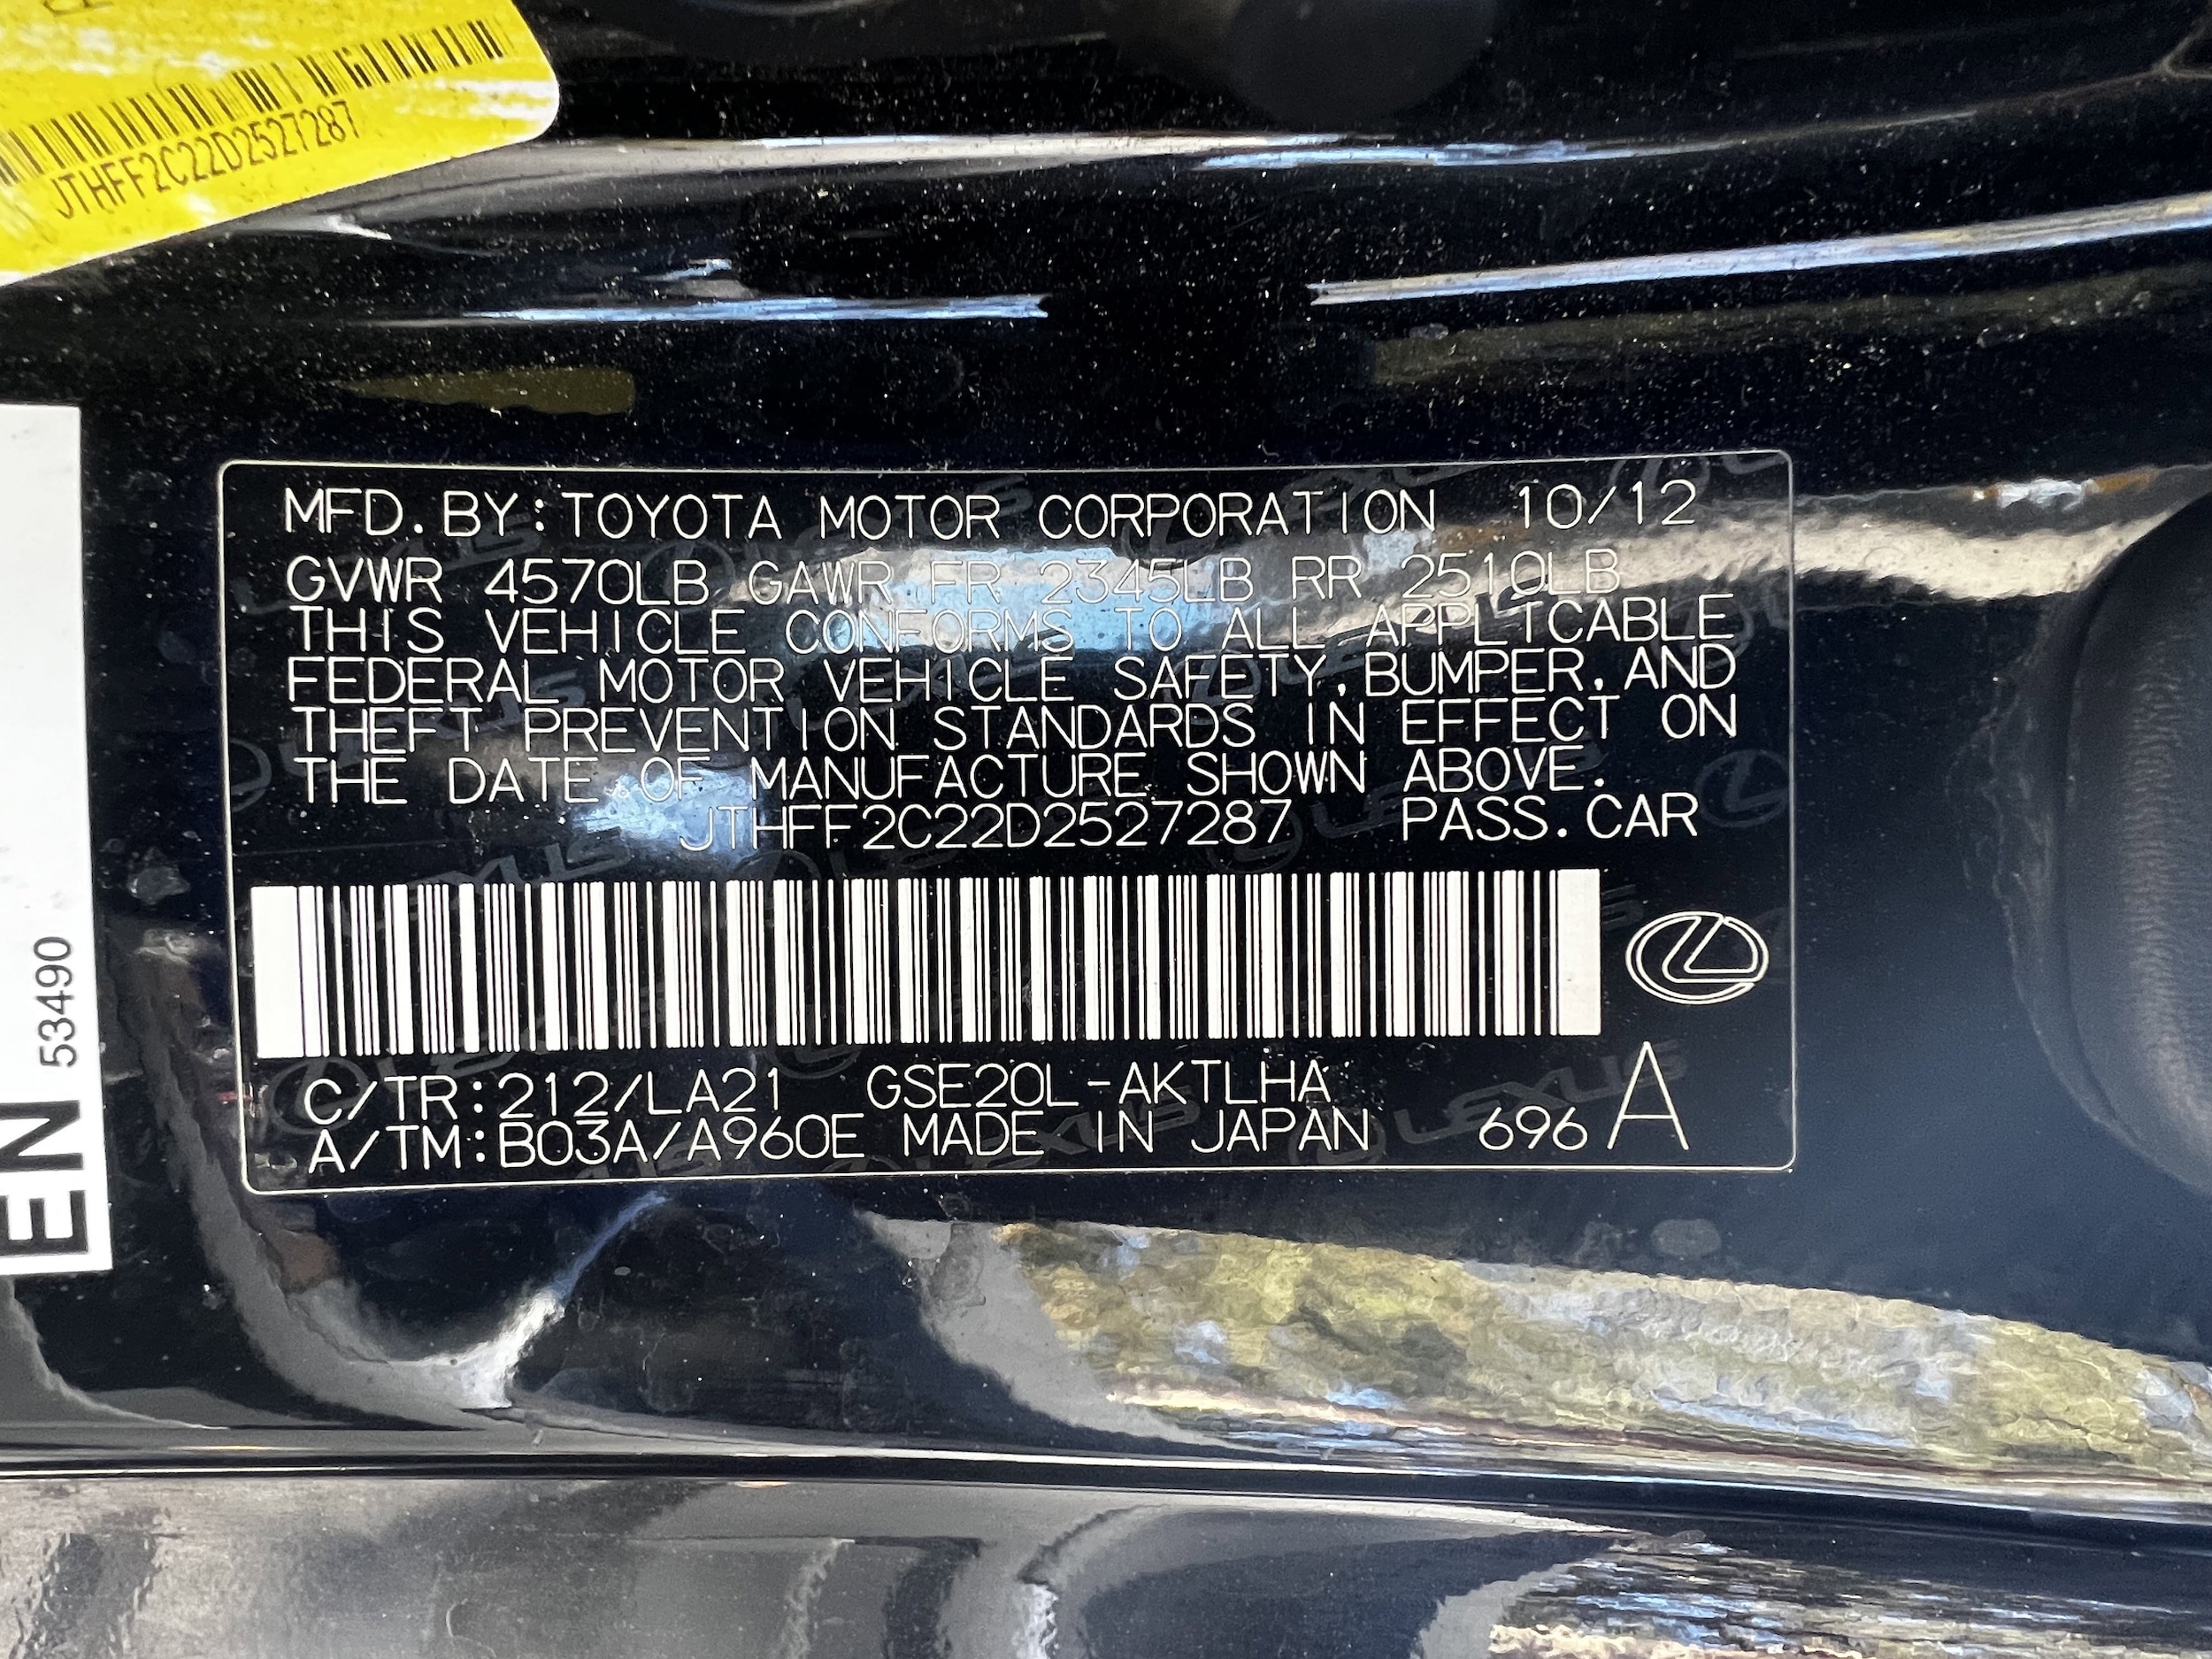 JTHFF2C22D2527287
MFD. BY: TOYOTA MOTOR CORPORATION 10/12
GVWR 4570LB GAWR FR 2345LB RR 2510LB
THIS VEHICLE CONFORMS TO ALL APPLICABLE
FEDERAL MOTOR VEHICLE SAFETY, BUMPER, AND
THEFT PREVENTION STANDARDS IN EFFECT ON
THE DATE OF MANUFACTURE SHOWN ABOVE.
JTHFF2C22D2527287 PASS. CAR
C/TR: 212/LA21 GSE20L-AKTLHA
A/TM: B03A/A960E MADE IN JAPAN 696 A
EN 53490
LEXUS